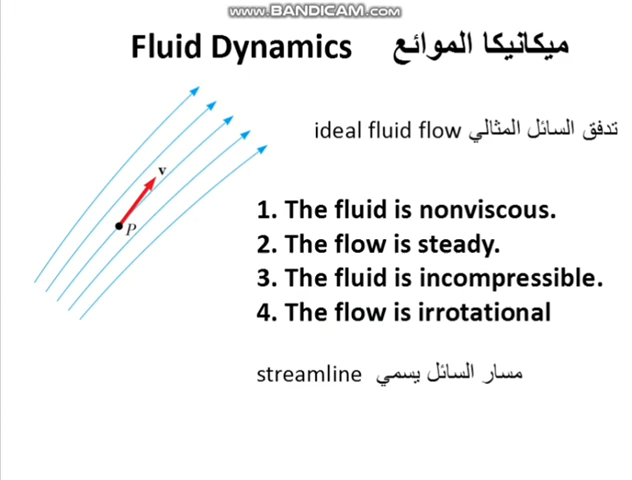 www.BANDICAM.com
Fluid Dynamics ميكانيكا الموائع
ideal fluid flow تدفق السائل المثالي
v
P
1. The fluid is nonviscous.
2. The flow is steady.
3. The fluid is incompressible.
4. The flow is irrotational
streamline مسار السائل يسمي